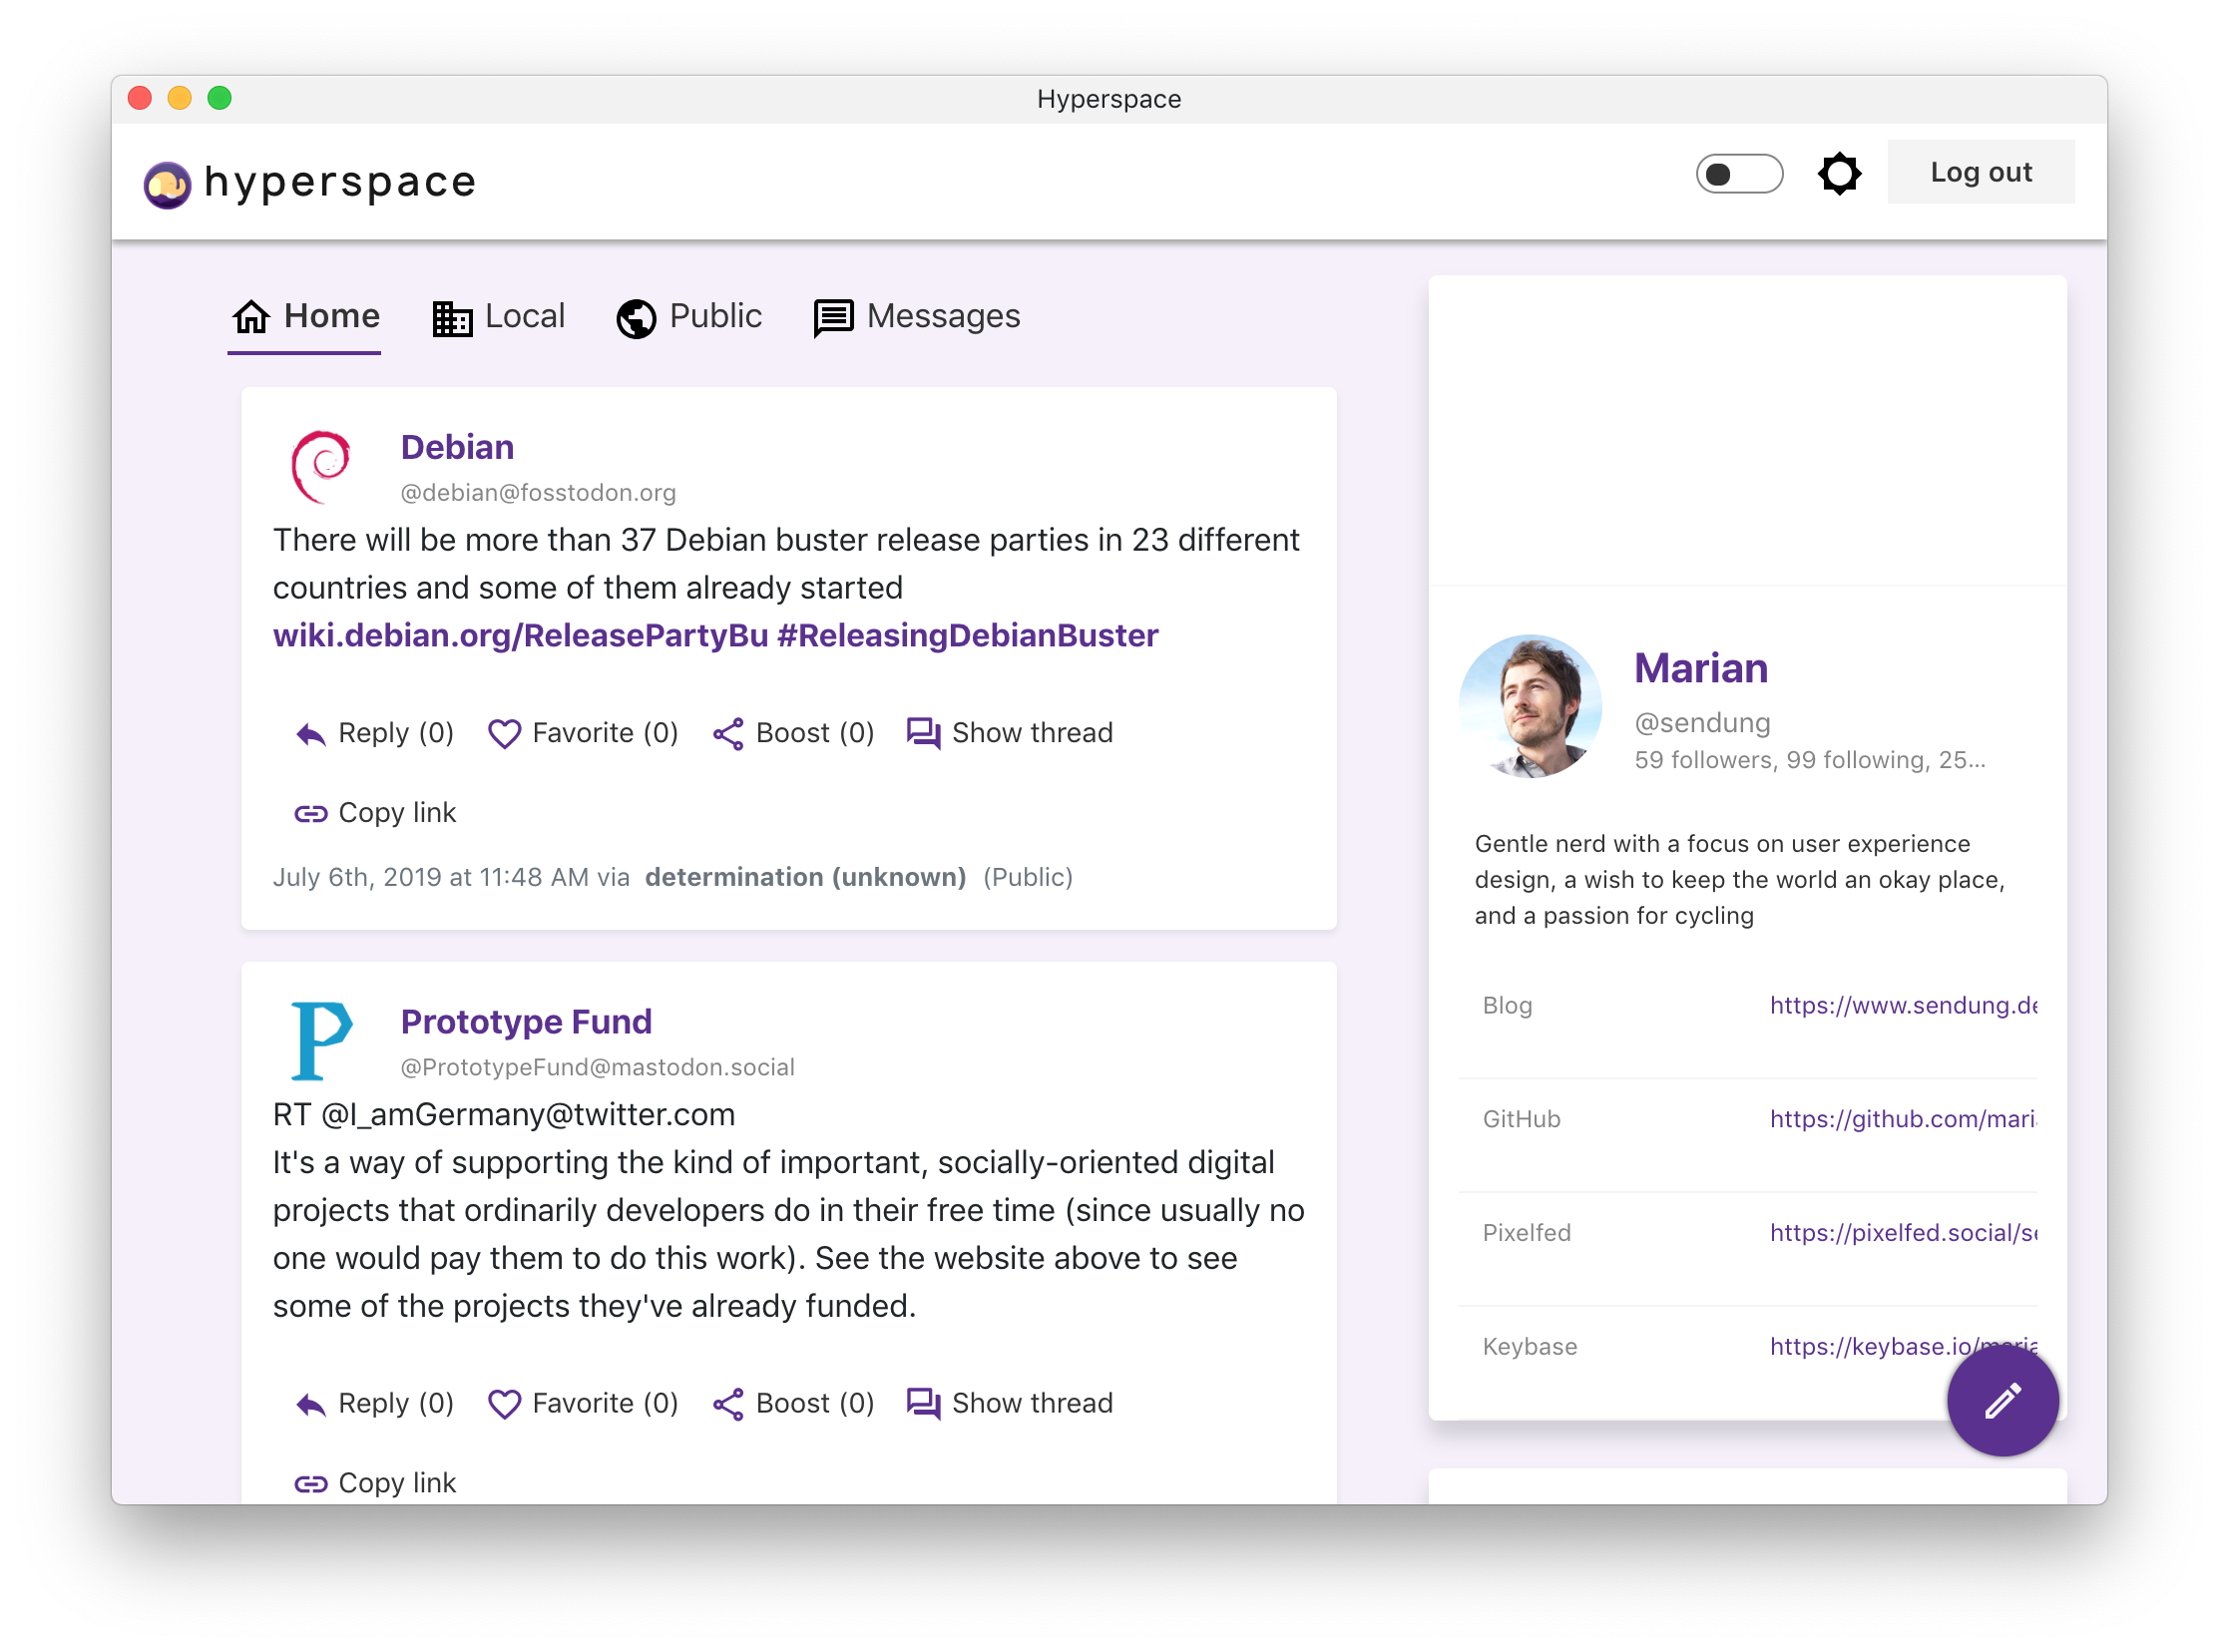 Hyperspace
hyperspace
Log out
Home
Local
Public
Messages
Debian
@debian@fosstodon.org
There will be more than 37 Debian buster release parties in 23 different
countries and some of them already started
wiki.debian.org/ReleasePartyBu #ReleasingDebianBuster
Reply (0)
Favorite (0)
Boost (0)
Show thread
Copy link
July 6th, 2019 at 11:48 AM via determination (unknown) (Public)
Prototype Fund
@PrototypeFund@mastodon.social
RT @I_amGermany@twitter.com
It's a way of supporting the kind of important, socially-oriented digital
projects that ordinarily developers do in their free time (since usually no
one would pay them to do this work). See the website above to see
some of the projects they've already funded.
Reply (0)
Favorite (0)
Boost (0)
Show thread
Copy link
Marian
@sendung
59 followers, 99 following, 25...
Gentle nerd with a focus on user experience
design, a wish to keep the world an okay place,
and a passion for cycling
Blog
https://www.sendung.de
GitHub
https://github.com/maria
Pixelfed
https://pixelfed.social/se
Keybase
https://keybase.io/maria